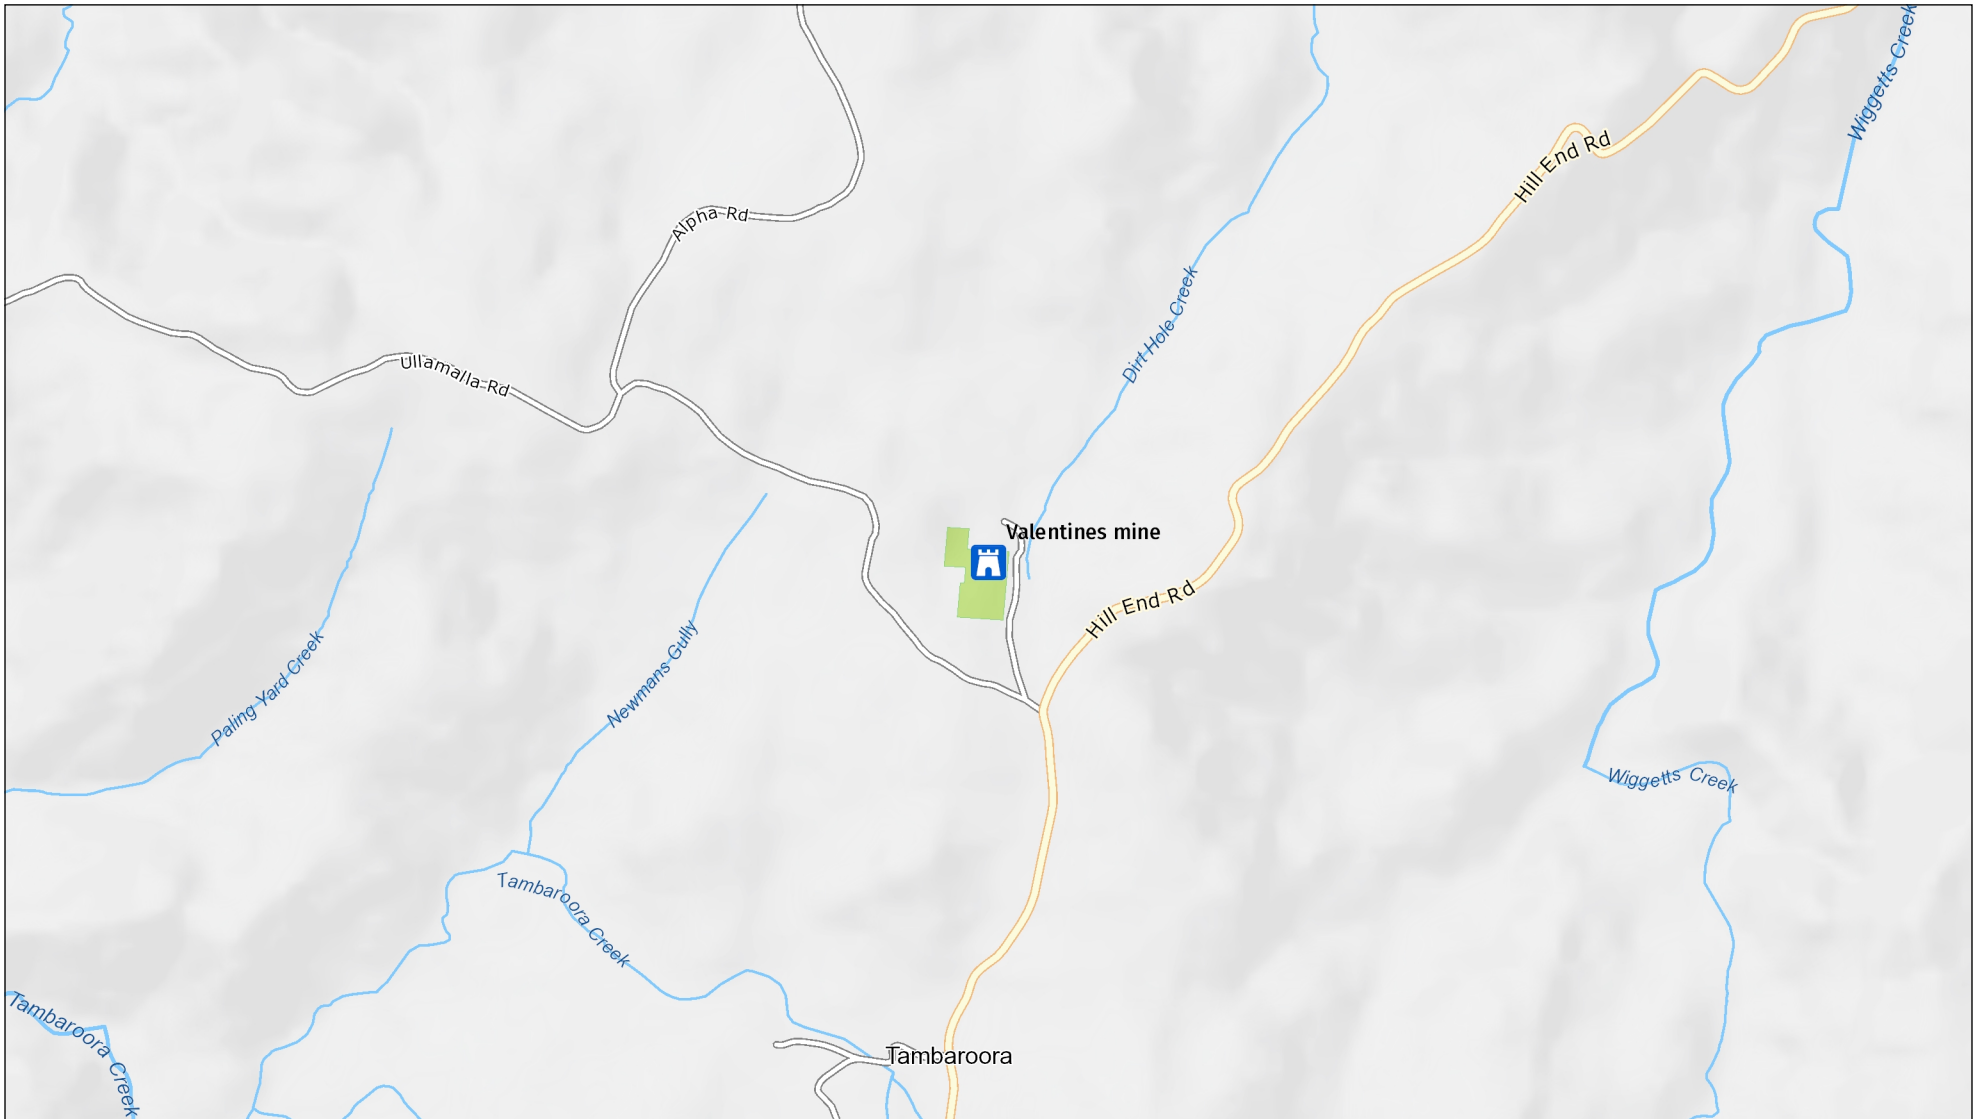 Wiggetts Creek
Hill End Rd
Alpha Rd
Dirt Hole Creek
Ullamalla Rd
Valentines mine
Hill End Rd
Newmans Gully
Paling Yard Creek
Wiggetts Creek
Tambaroora Creek
Tambaroora Creek
Tambaroora